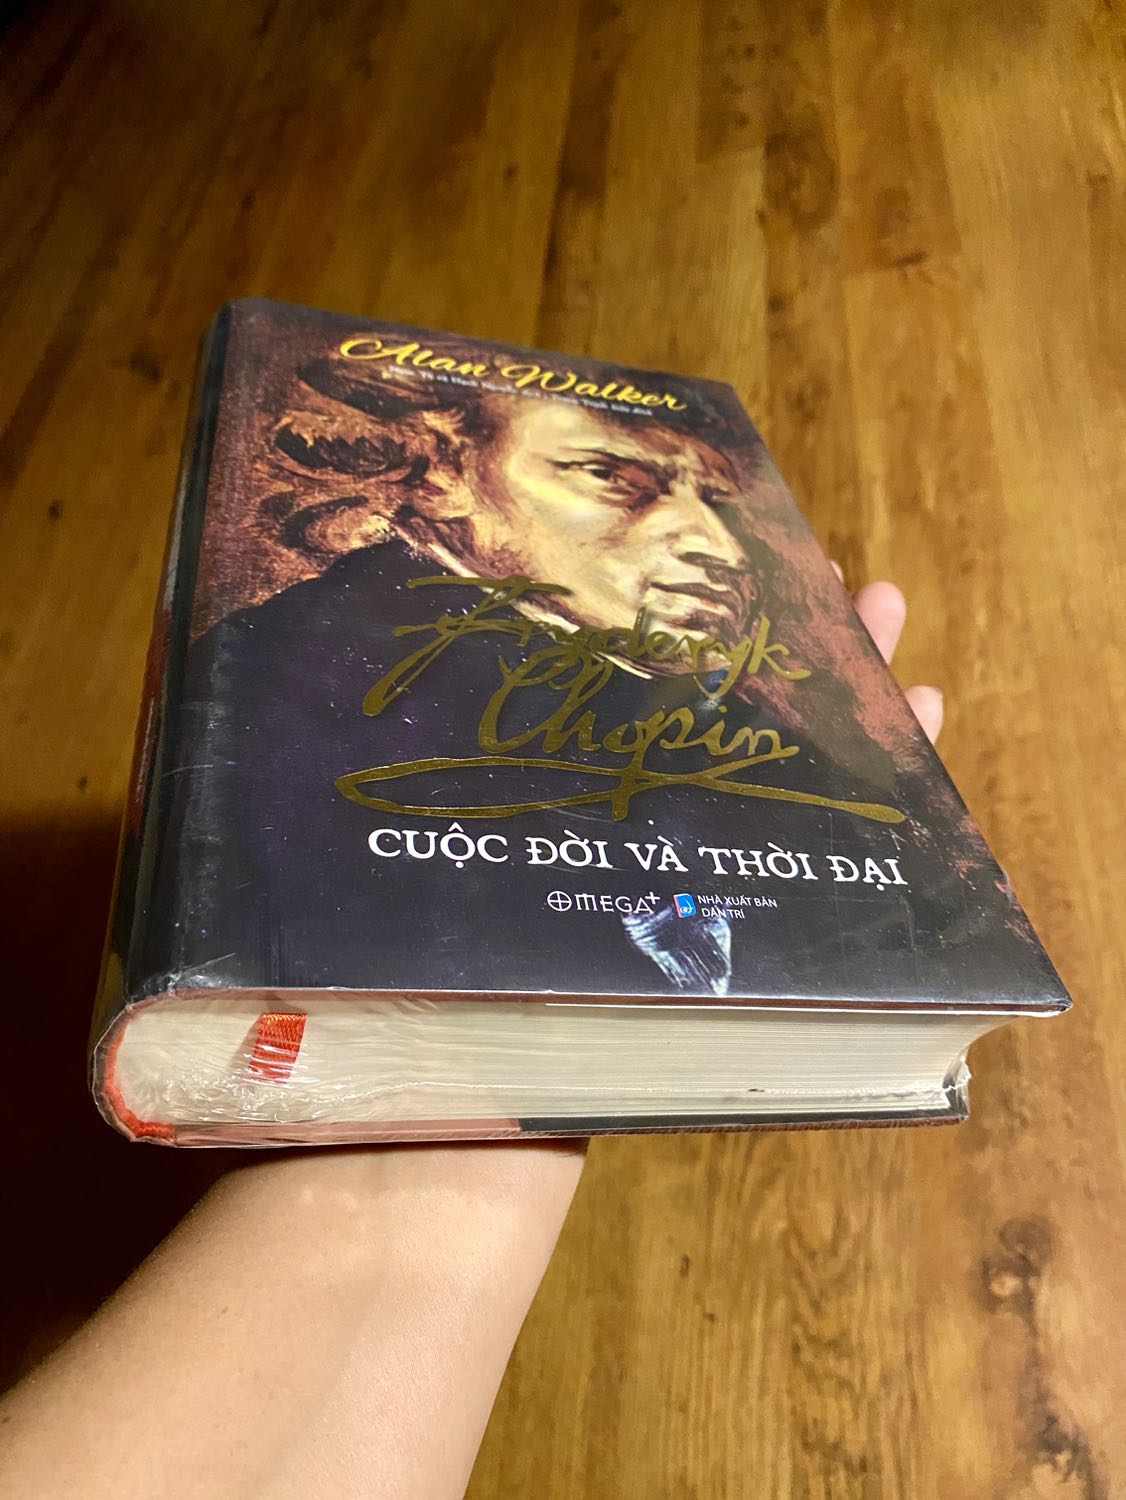 Alan Walker
Fryderyk
Chopin
CUỘC ĐỜI VÀ THỜI ĐẠI
OMEGA+
NHÀ XUẤT BẢN
DÂN TRÍ